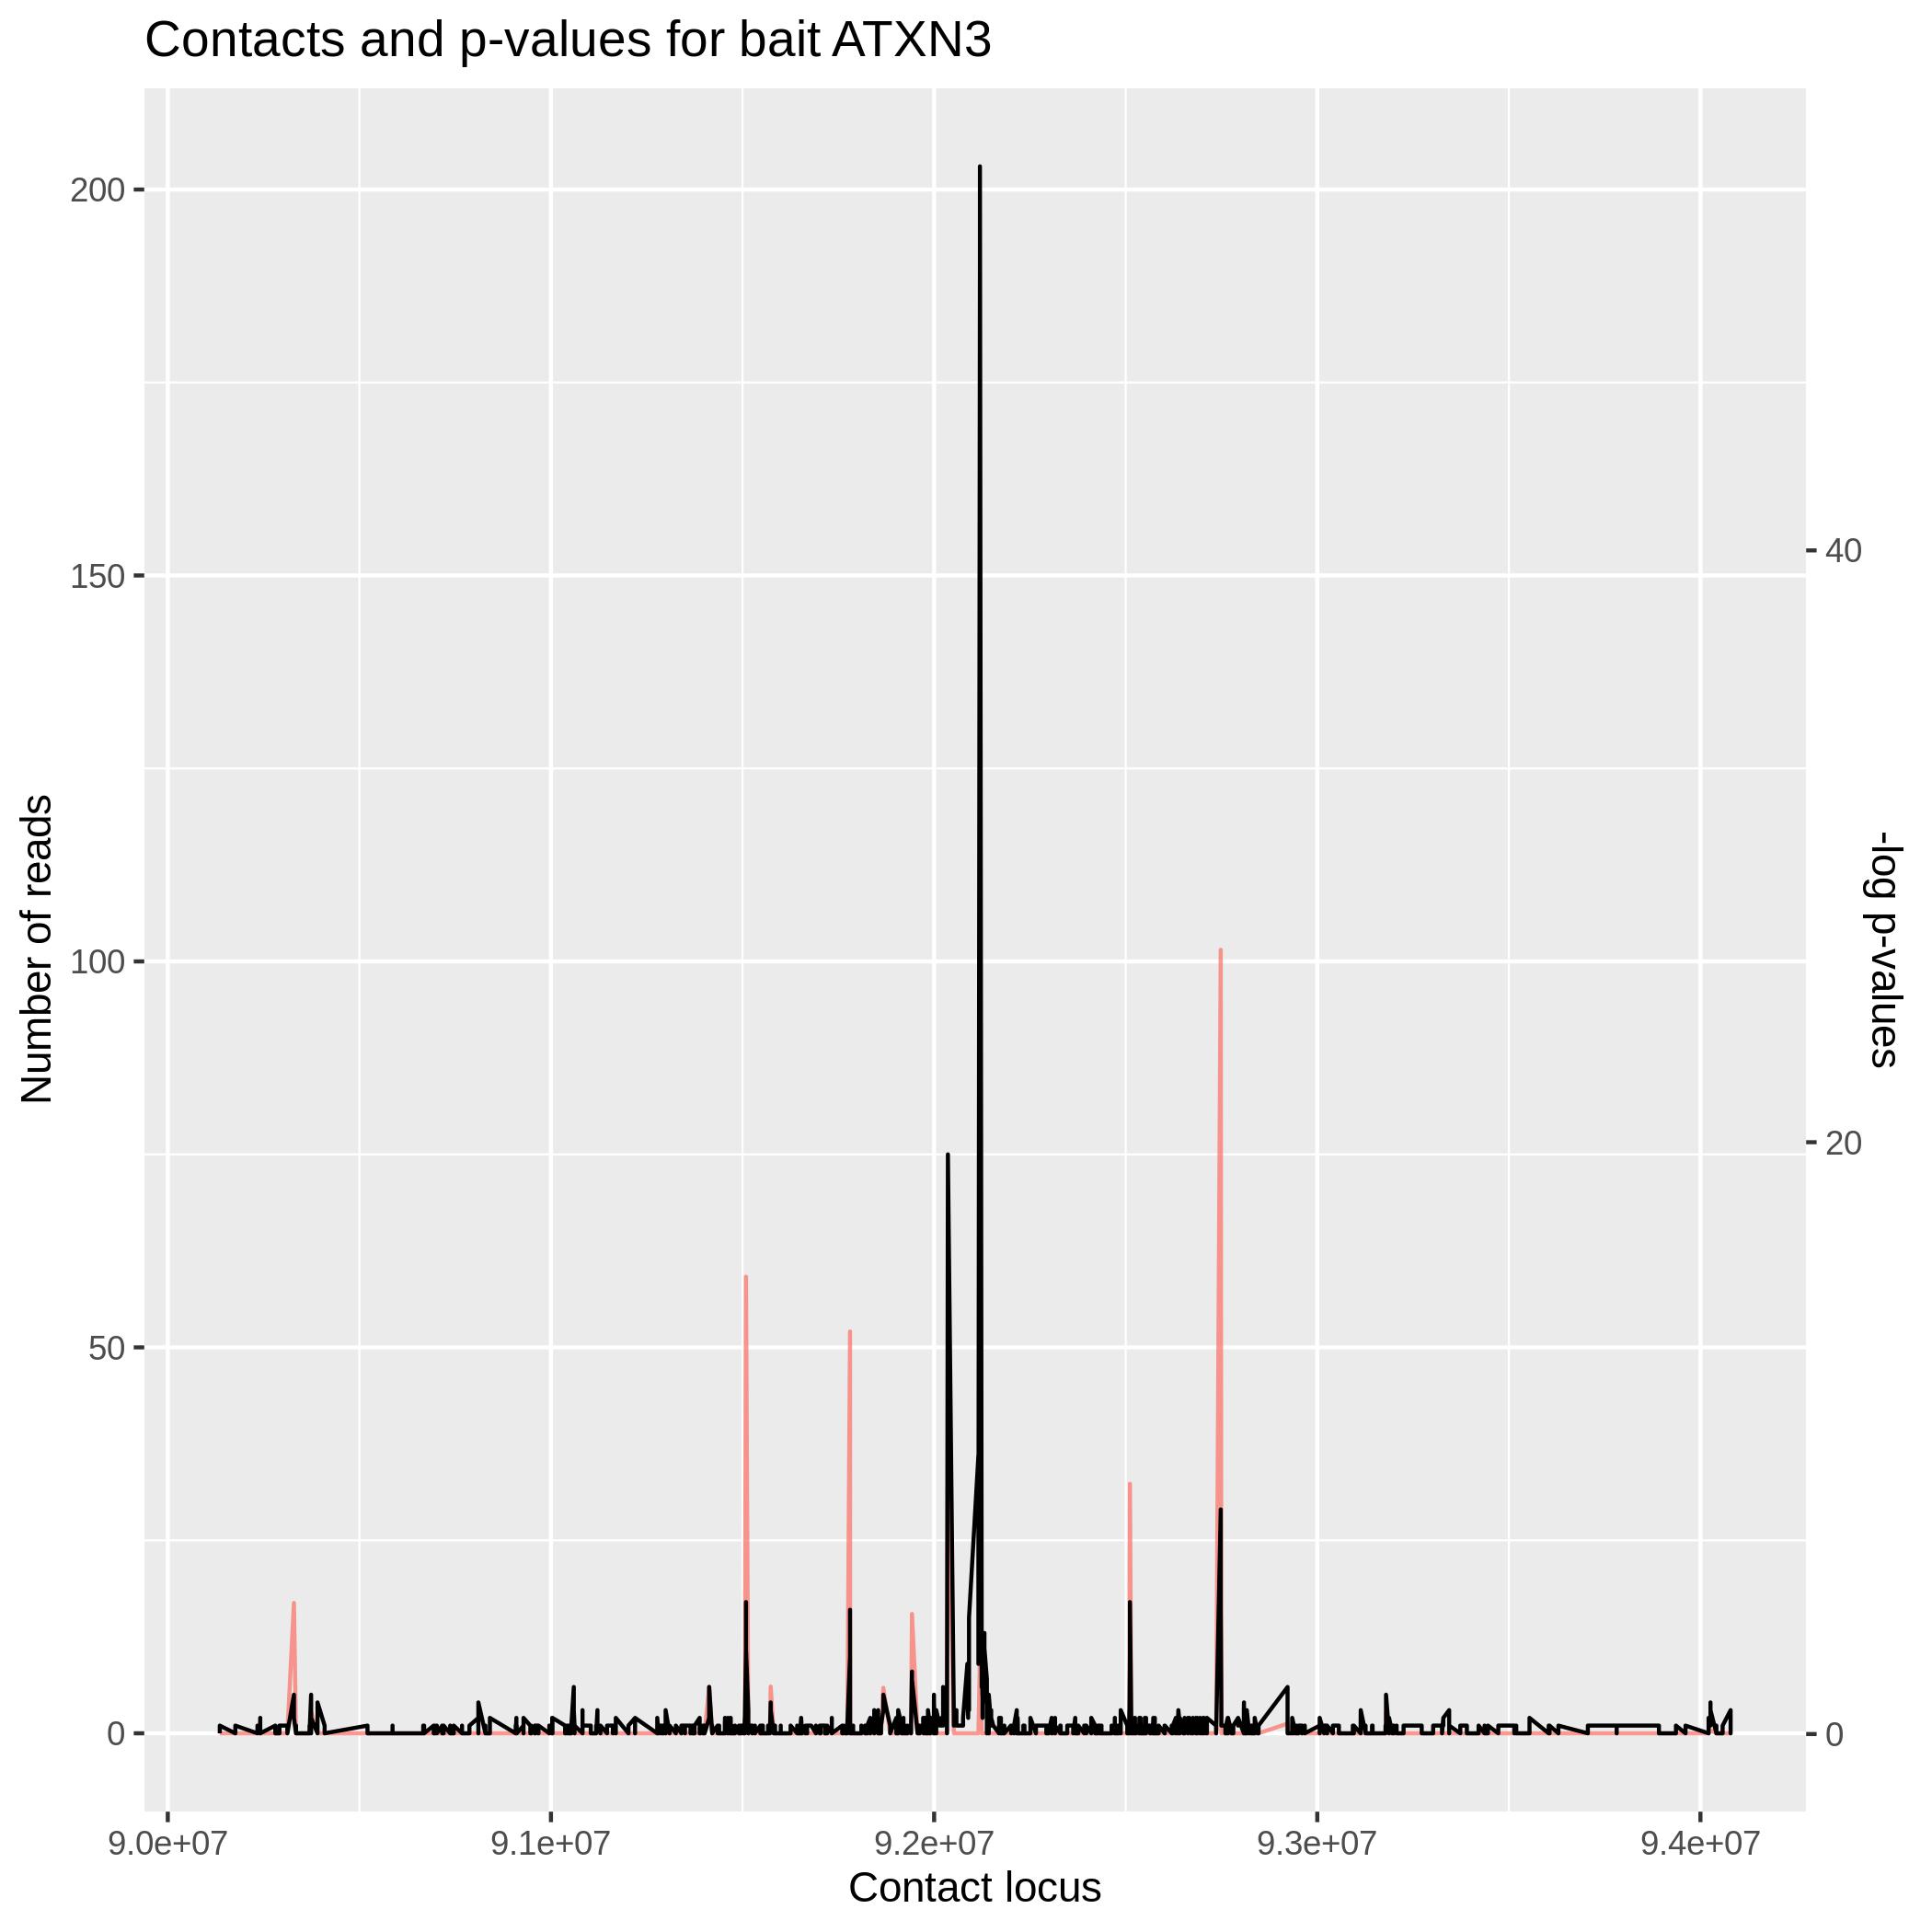 Contacts and p-values for bait ATXN3
200
150
100
50
0
Number of reads
40
20
0
-log p-values
9.0e+07
9.1e+07
9.2e+07
9.3e+07
9.4e+07
Contact locus